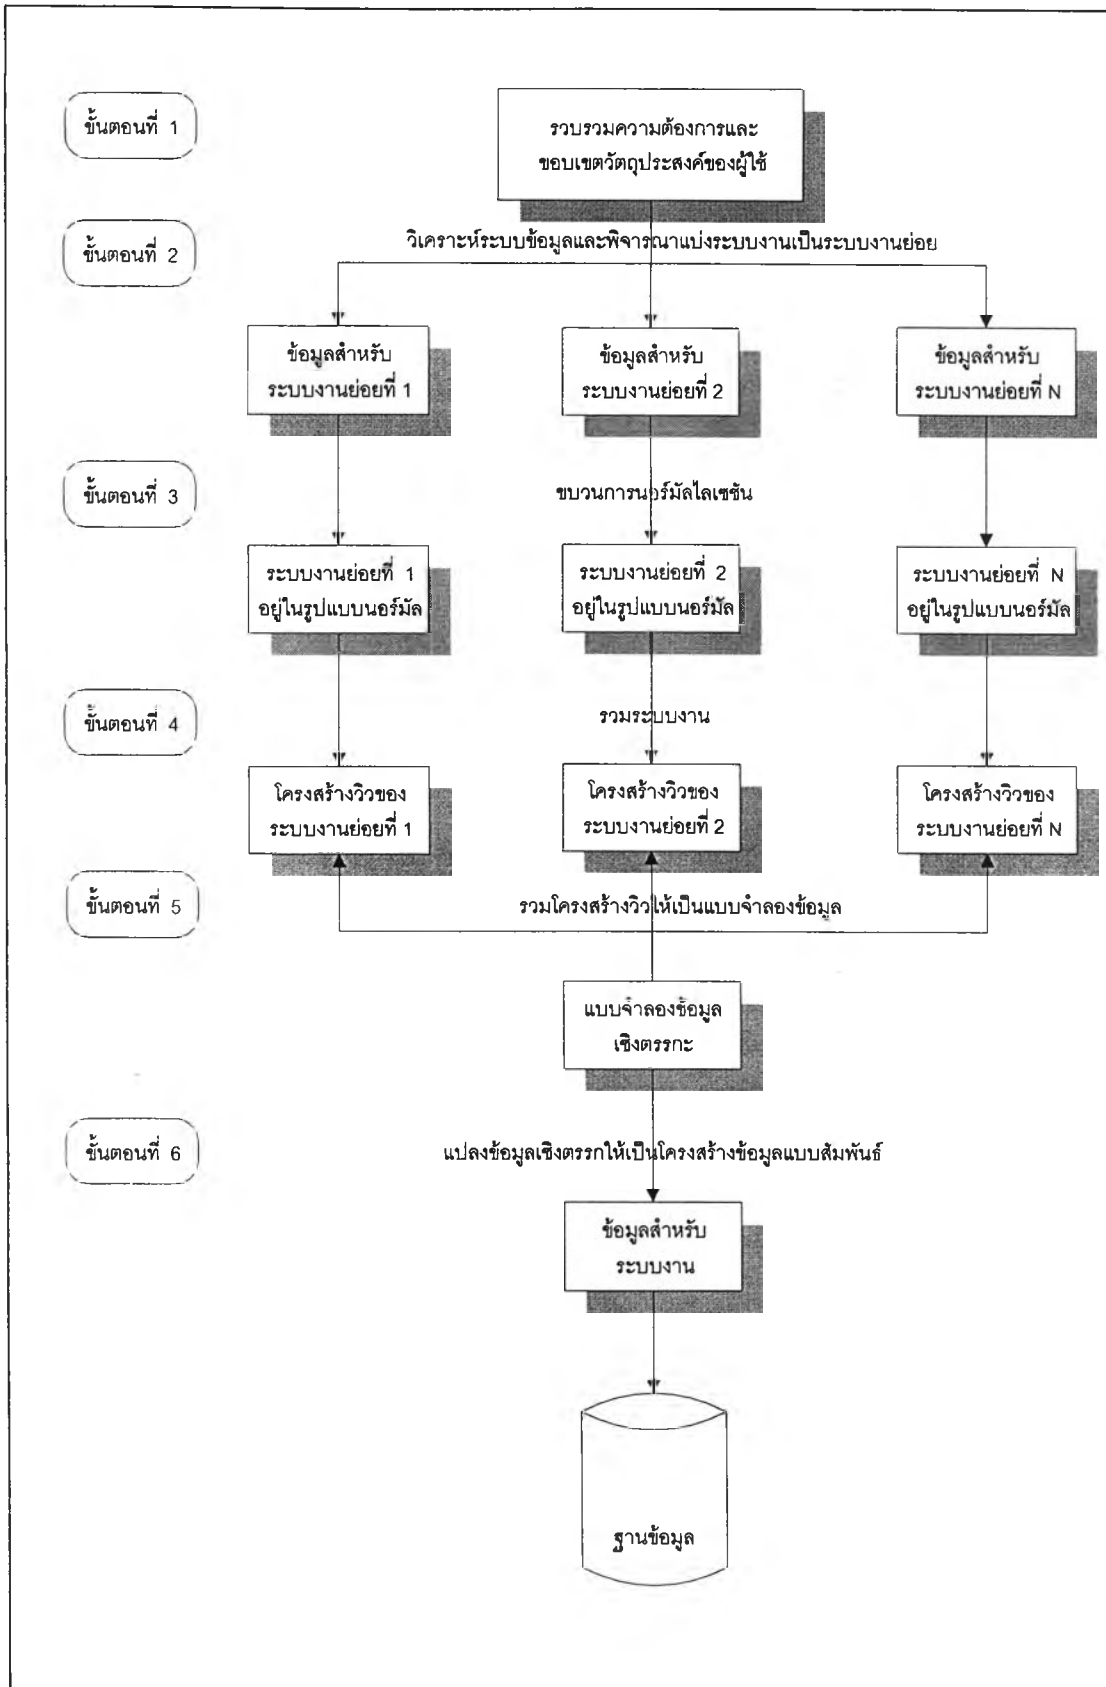 ขั้นตอนที่ 1
รวบรวมความต้องการและ
ขอบเขตวัตถุประสงค์ของผู้ใช้
ขั้นตอนที่ 2
วิเคราะห์ระบบข้อมูลและพิจารณาแบ่งระบบงานเป็นระบบงานย่อย
ข้อมูลสำหรับ
ระบบงานย่อยที่ 1
ข้อมูลสำหรับ
ระบบงานย่อยที่ 2
ข้อมูลสำหรับ
ระบบงานย่อยที่ N
ขั้นตอนที่ 3
ขบวนการนอร์มัลไลเซชัน
ระบบงานย่อยที่ 1
อยู่ในรูปแบบนอร์มัล
ระบบงานย่อยที่ 2
อยู่ในรูปแบบนอร์มัล
ระบบงานย่อยที่ N
อยู่ในรูปแบบนอร์มัล
ขั้นตอนที่ 4
รวมระบบงาน
โครงสร้างวิวของ
ระบบงานย่อยที่ 1
โครงสร้างวิวของ
ระบบงานย่อยที่ 2
โครงสร้างวิวของ
ระบบงานย่อยที่ N
ขั้นตอนที่ 5
รวมโครงสร้างวิวให้เป็นแบบจำลองข้อมูล
แบบจำลองข้อมูล
เชิงตรรกะ
ขั้นตอนที่ 6
แปลงข้อมูลเชิงตรรกให้เป็นโครงสร้างข้อมูลแบบสัมพันธ์
ข้อมูลสำหรับ
ระบบงาน
ฐานข้อมูล